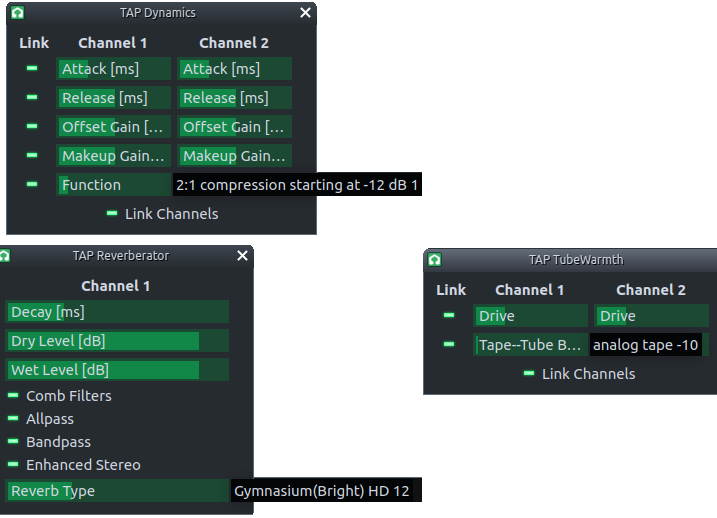 TAP Dynamics
Link Channel 1 Channel 2
Attack [ms] Attack [ms]
Release [ms] Release [ms]
Offset Gain [... Offset Gain [...
Makeup Gain... Makeup Gain...
Function 2:1 compression starting at -12 dB 1
Link Channels
TAP Reverberator
Channel 1
Decay [ms]
Dry Level [dB]
Wet Level [dB]
Comb Filters
Allpass
Bandpass
Enhanced Stereo
Reverb Type Gymnasium(Bright) HD 12
TAP TubeWarmth
Link Channel 1 Channel 2
Drive Drive
Tape--Tube B... analog tape -10
Link Channels